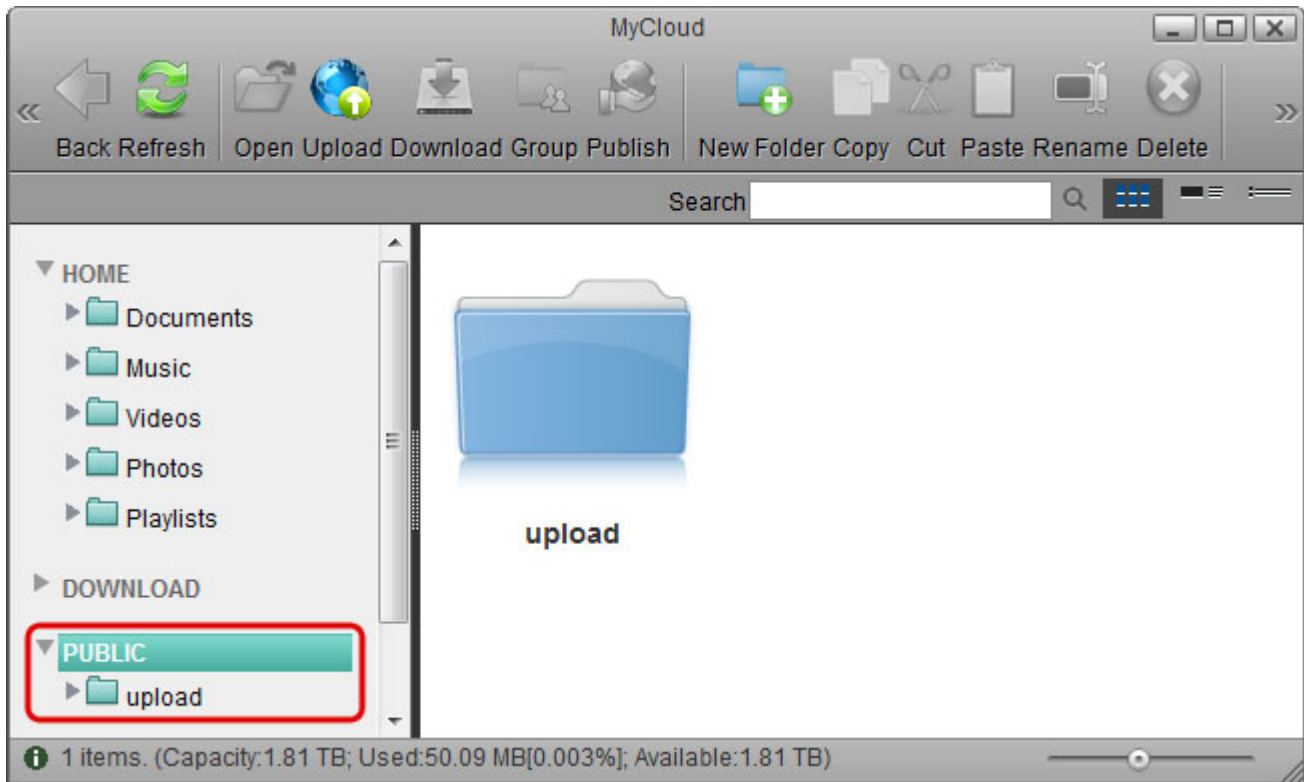 MyCloud
Back Refresh Open Upload Download Group Publish New Folder Copy Cut Paste Rename Delete
Search
HOME
Documents
Music
Videos
Photos
Playlists
DOWNLOAD
PUBLIC
upload
upload
1 items. (Capacity:1.81 TB; Used:50.09 MB[0.003%]; Available:1.81 TB)